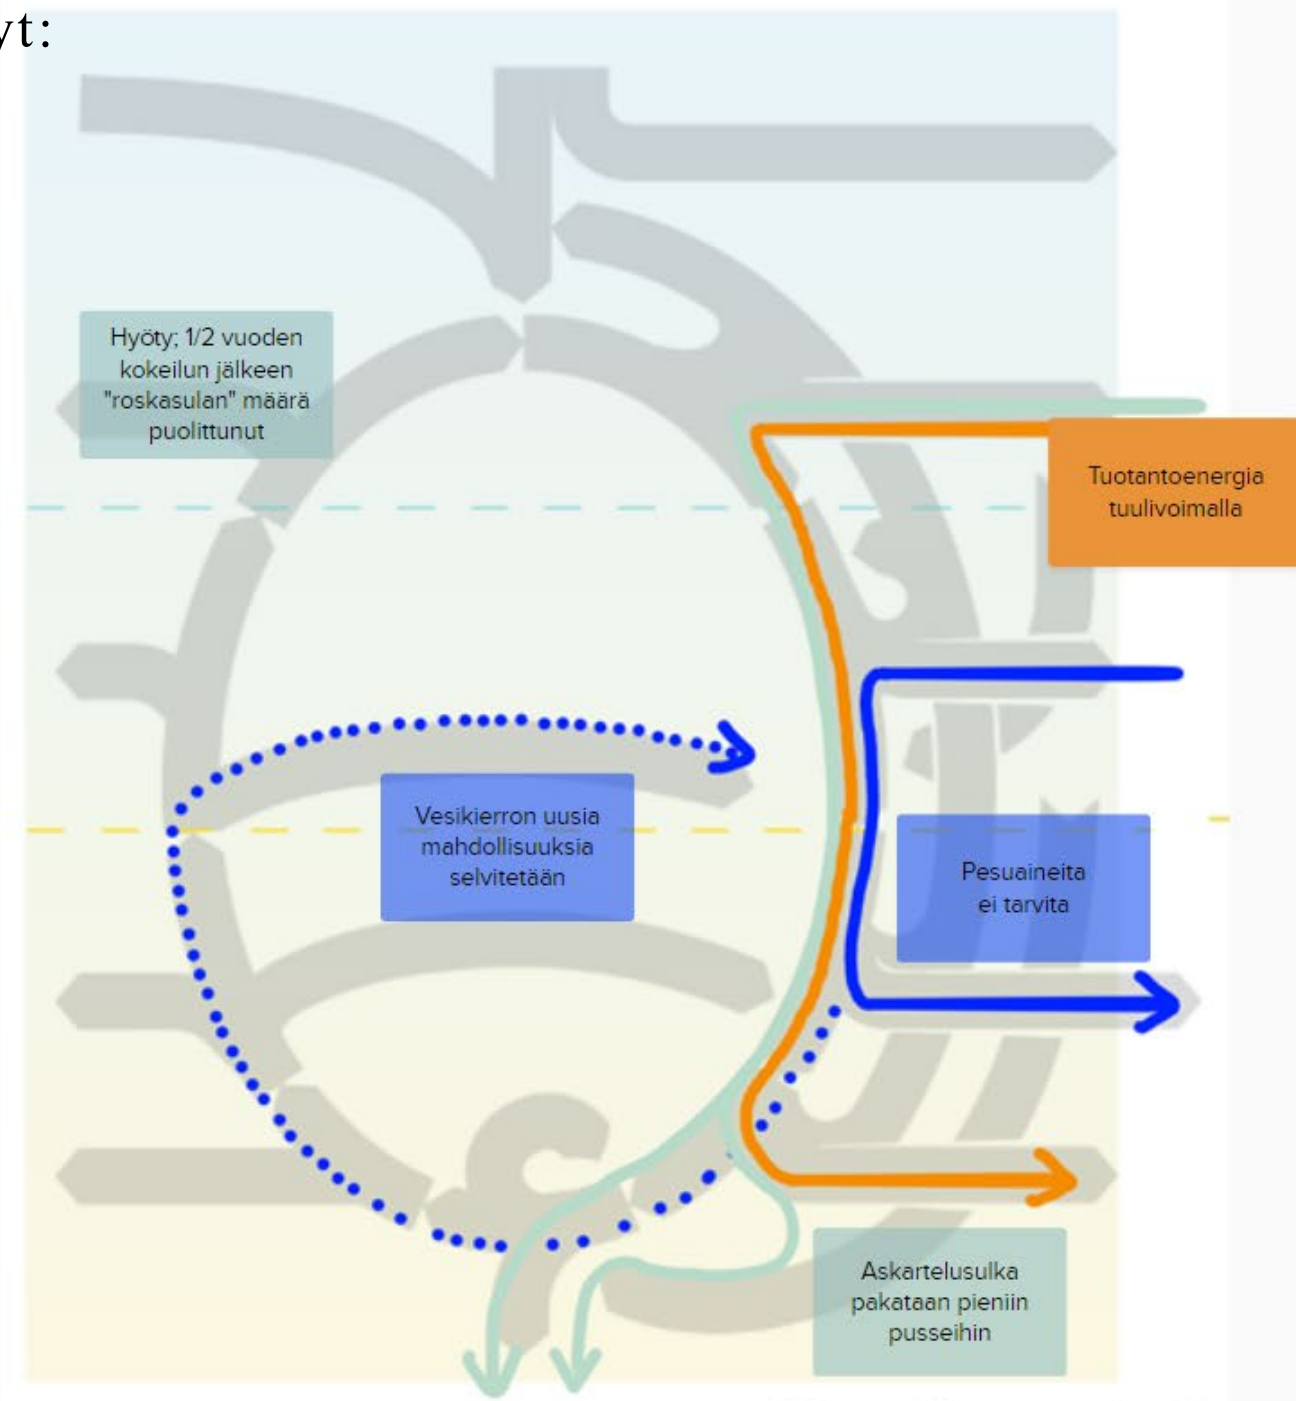 yt:
Hyöty; 1/2 vuoden
kokeilun jälkeen
"roskasulan" määrä
puolittunut
Tuotantoenergia
tuulivoimalla
Vesikierron uusia
mahdollisuuksia
selvitetään
Pesuaineita
ei tarvita
Askartelusulka
pakataan pieniin
pusseihin